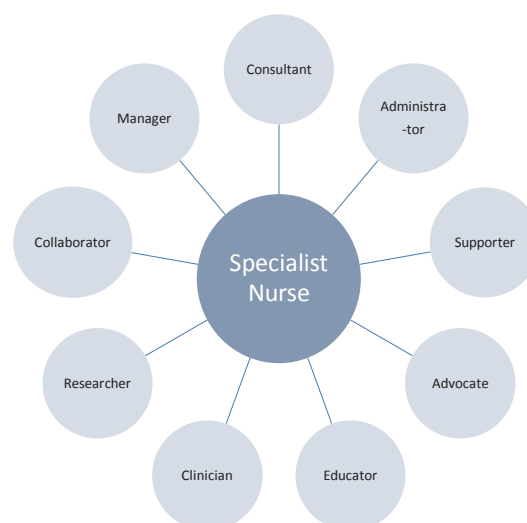 Consultant
Administra
-tor
Supporter
Advocate
Educator
Clinician
Researcher
Collaborator
Manager
Specialist
Nurse